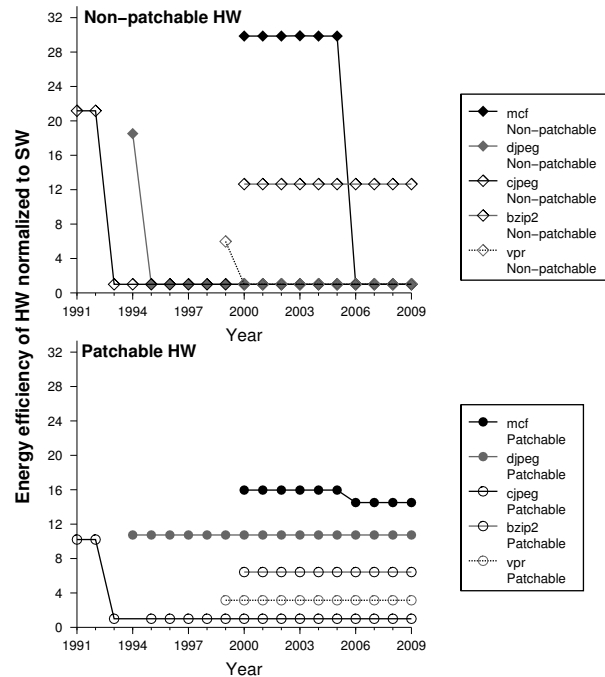 Non-patchable HW
32
28
24
20
16
12
8
4
0
1991
1994
1997
2000
2003
2006
2009
Year
mcf
Non-patchable
djpeg
Non-patchable
cjpeg
Non-patchable
bzip2
Non-patchable
vpr
Non-patchable
Energy efficiency of HW normalized to SW
Patchable HW
32
28
24
20
16
12
8
4
0
1991
1994
1997
2000
2003
2006
2009
Year
mcf
Patchable
djpeg
Patchable
cjpeg
Patchable
bzip2
Patchable
vpr
Patchable